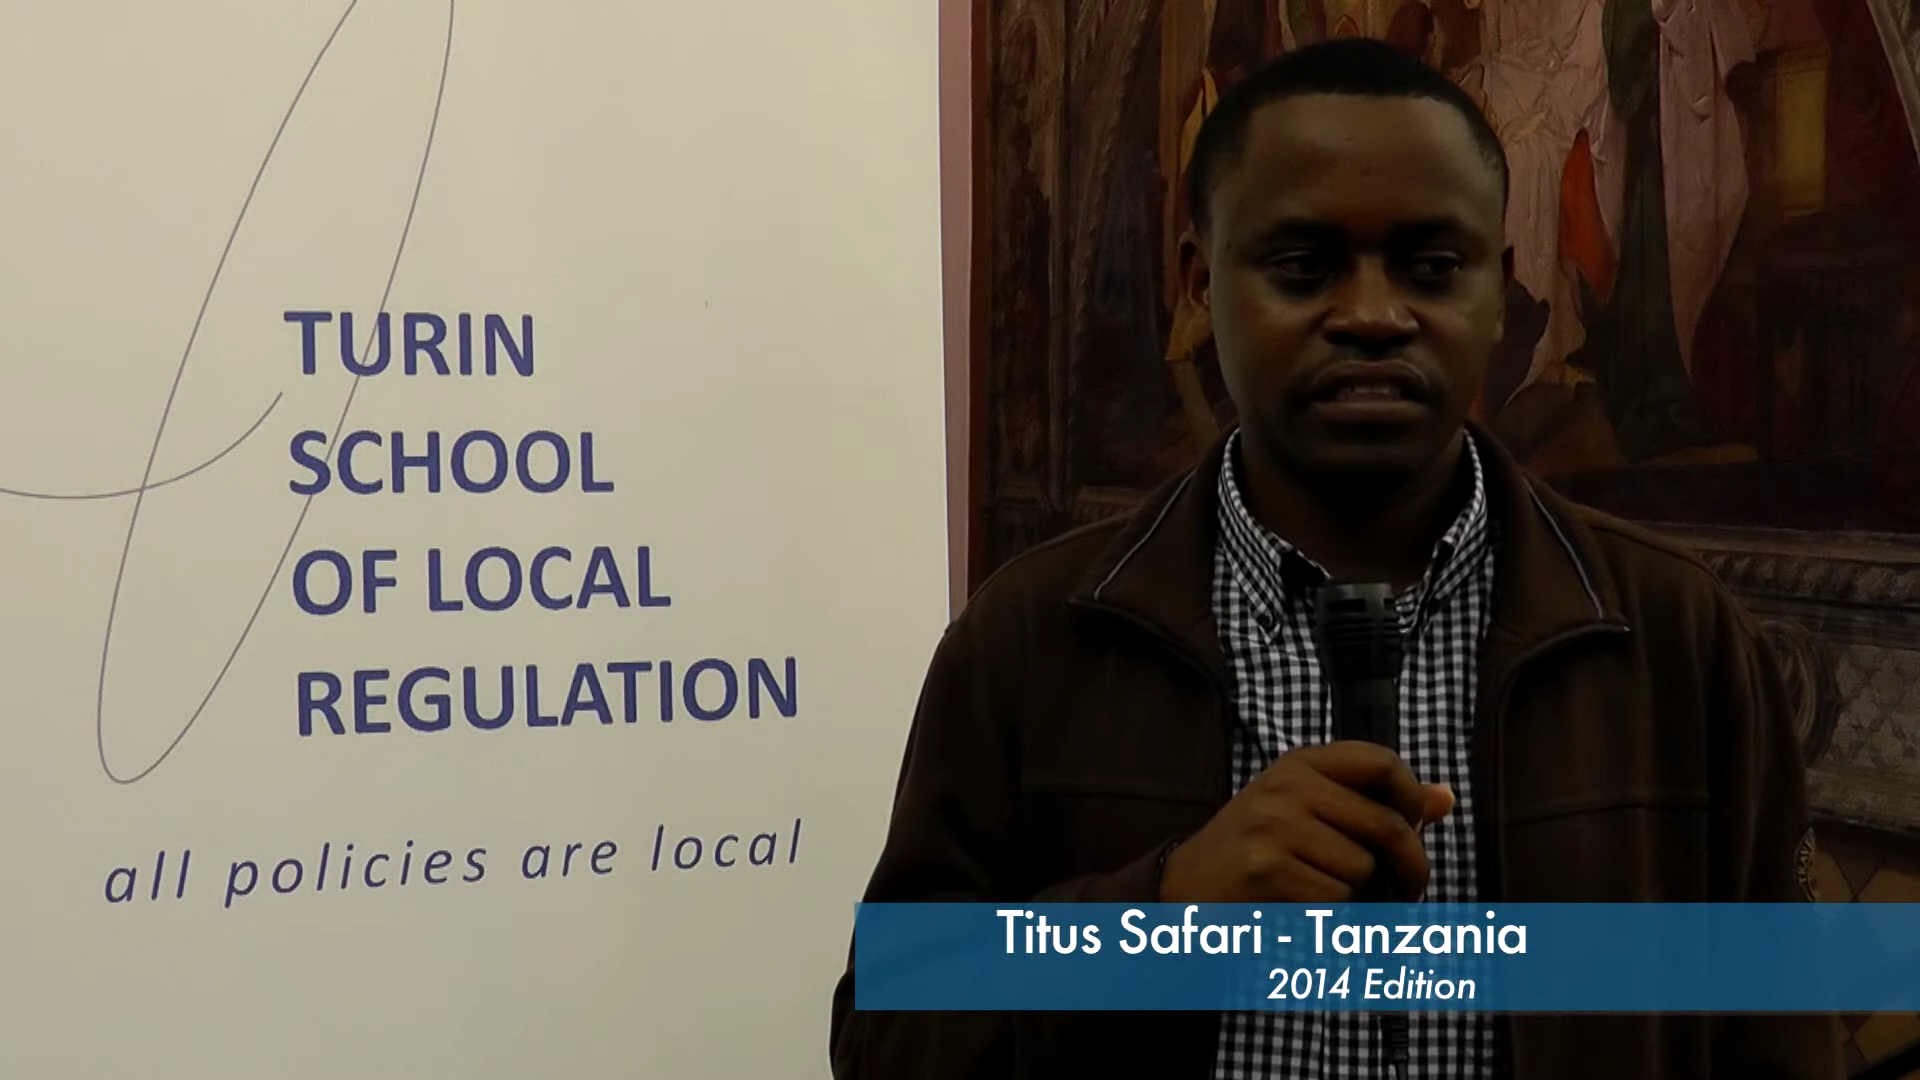 TURIN
SCHOOL
OF LOCAL
REGULATION
all policies are local
Titus Safari - Tanzania
2014 Edition